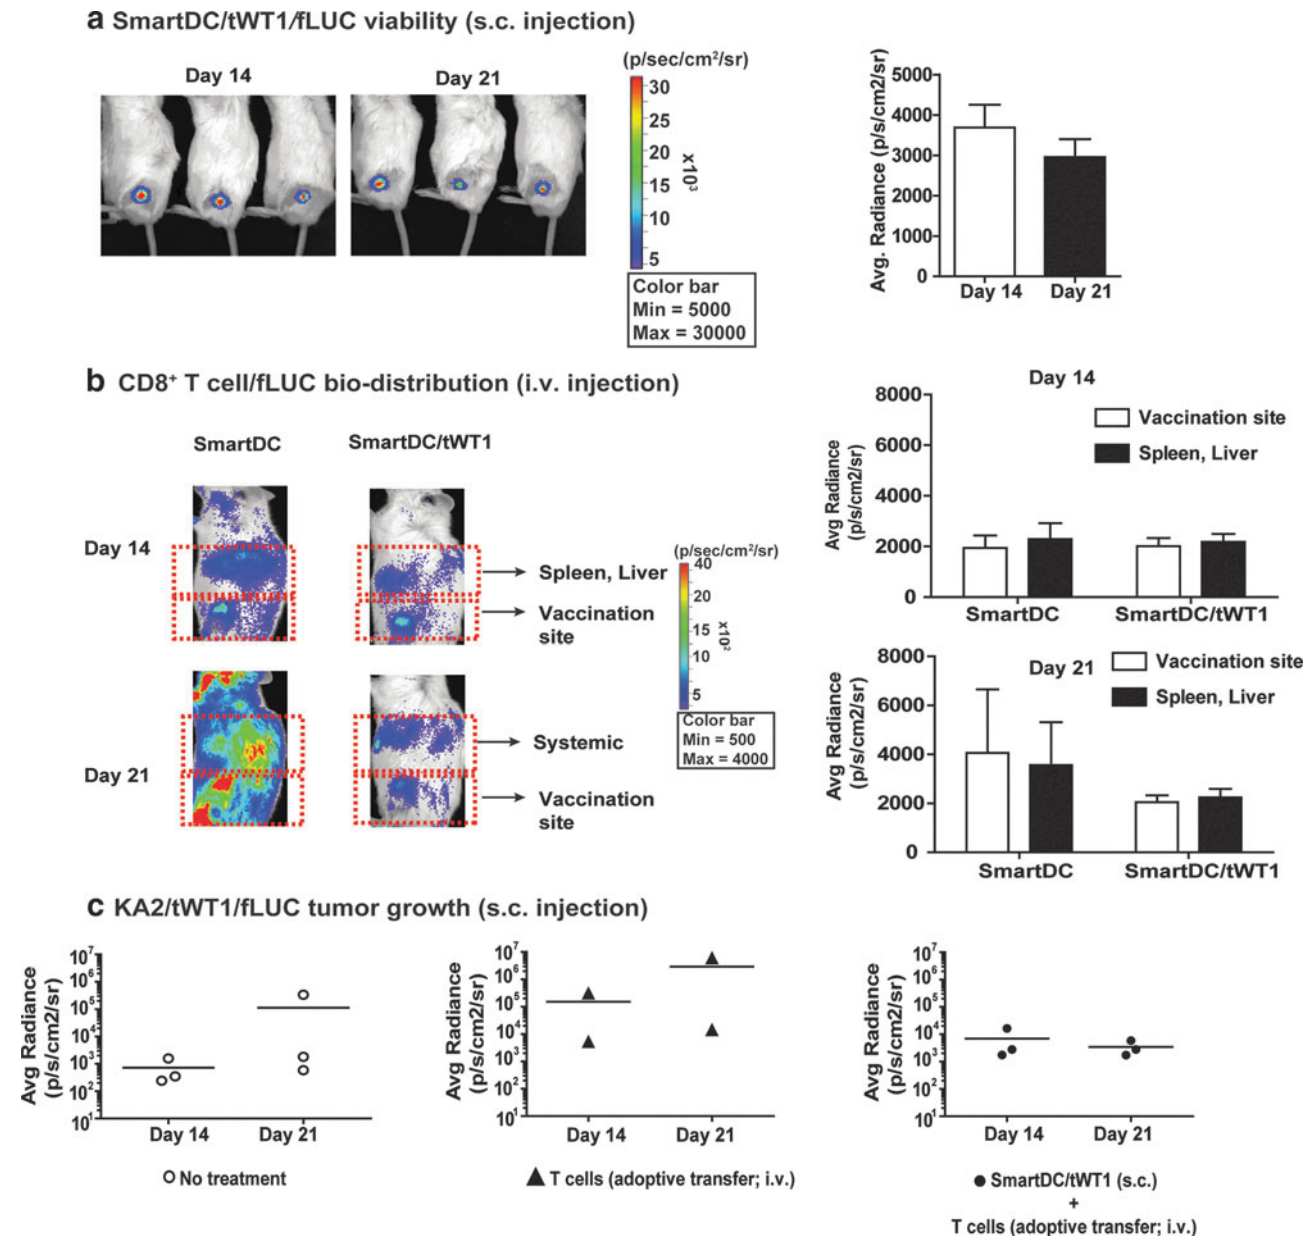 a SmartDC/tWT1/fLUC viability (s.c. injection)
Day 14
Day 21
(p/sec/cm²/sr)
30
25
20
15
10
5
x10³
Color bar
Min = 5000
Max = 30000
Avg. Radiance (p/s/cm2/sr)
5000
4000
3000
2000
1000
0
Day 14 Day 21
b CD8⁺ T cell/fLUC bio-distribution (i.v. injection)
SmartDC
SmartDC/tWT1
Day 14
Spleen, Liver
Vaccination
site
Day 21
Systemic
Vaccination
site
(p/sec/cm²/sr)
40
20
15
10
5
x10²
Color bar
Min = 500
Max = 4000
Day 14
Avg Radiance
(p/s/cm2/sr)
8000
6000
4000
2000
0
Vaccination site
Spleen, Liver
SmartDC SmartDC/tWT1
Day 21
Avg Radiance
(p/s/cm2/sr)
8000
6000
4000
2000
0
Vaccination site
Spleen, Liver
SmartDC SmartDC/tWT1
c KA2/tWT1/fLUC tumor growth (s.c. injection)
Avg Radiance
(p/s/cm2/sr)
10⁷
10⁶
10⁵
10⁴
10³
10²
10¹
Day 14 Day 21
No treatment
Avg Radiance
(p/s/cm2/sr)
10⁷
10⁶
10⁵
10⁴
10³
10²
10¹
Day 14 Day 21
T cells (adoptive transfer; i.v.)
Avg Radiance
(p/s/cm2/sr)
10⁷
10⁶
10⁵
10⁴
10³
10²
10¹
Day 14 Day 21
SmartDC/tWT1 (s.c.)
+
T cells (adoptive transfer; i.v.)